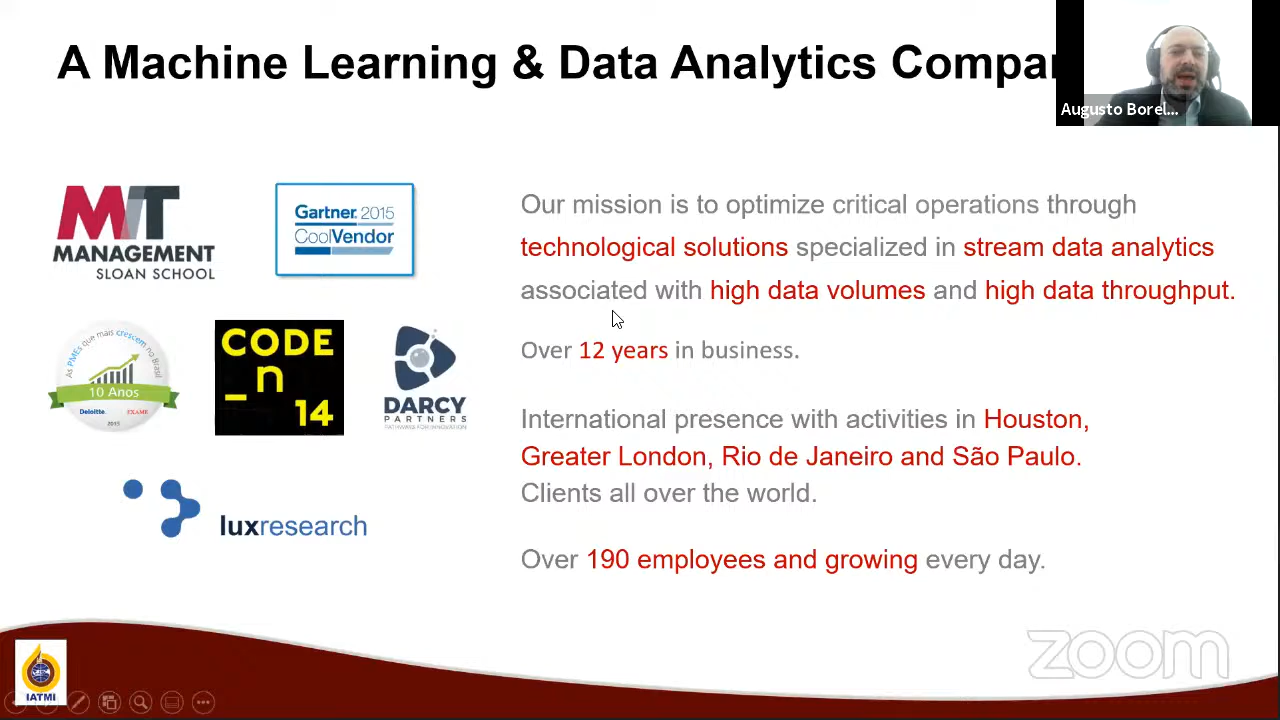 A Machine Learning & Data Analytics Compan
Augusto Borel...
MIT
MANAGEMENT
SLOAN SCHOOL
Gartner 2015
CoolVendor
As PMEs que mais crescem no Brasil
10 Anos
Deloitte. EXAME
2015
CODE
_n
14
DARCY
PARTNERS
PATHWAYS FOR INNOVATION
luxresearch
Our mission is to optimize critical operations through
technological solutions specialized in stream data analytics
associated with high data volumes and high data throughput.
Over 12 years in business.
International presence with activities in Houston,
Greater London, Rio de Janeiro and São Paulo.
Clients all over the world.
Over 190 employees and growing every day.
IATMI
zoom